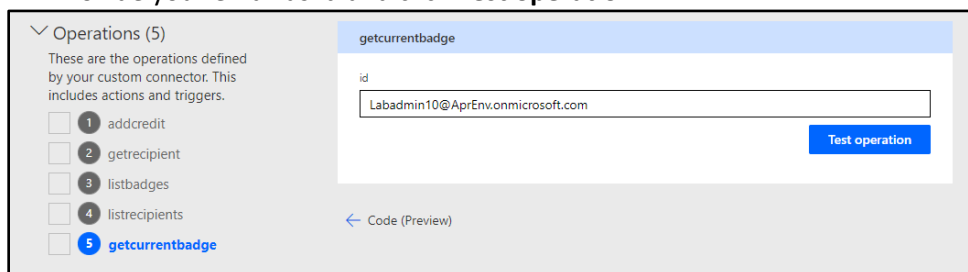 Operations (5)
These are the operations defined
by your custom connector. This
includes actions and triggers.
1 addcredit
2 getrecipient
3 listbadges
4 listrecipients
5 getcurrentbadge
getcurrentbadge
id
Labadmin10@AprEnv.onmicrosoft.com
Test operation
← Code (Preview)